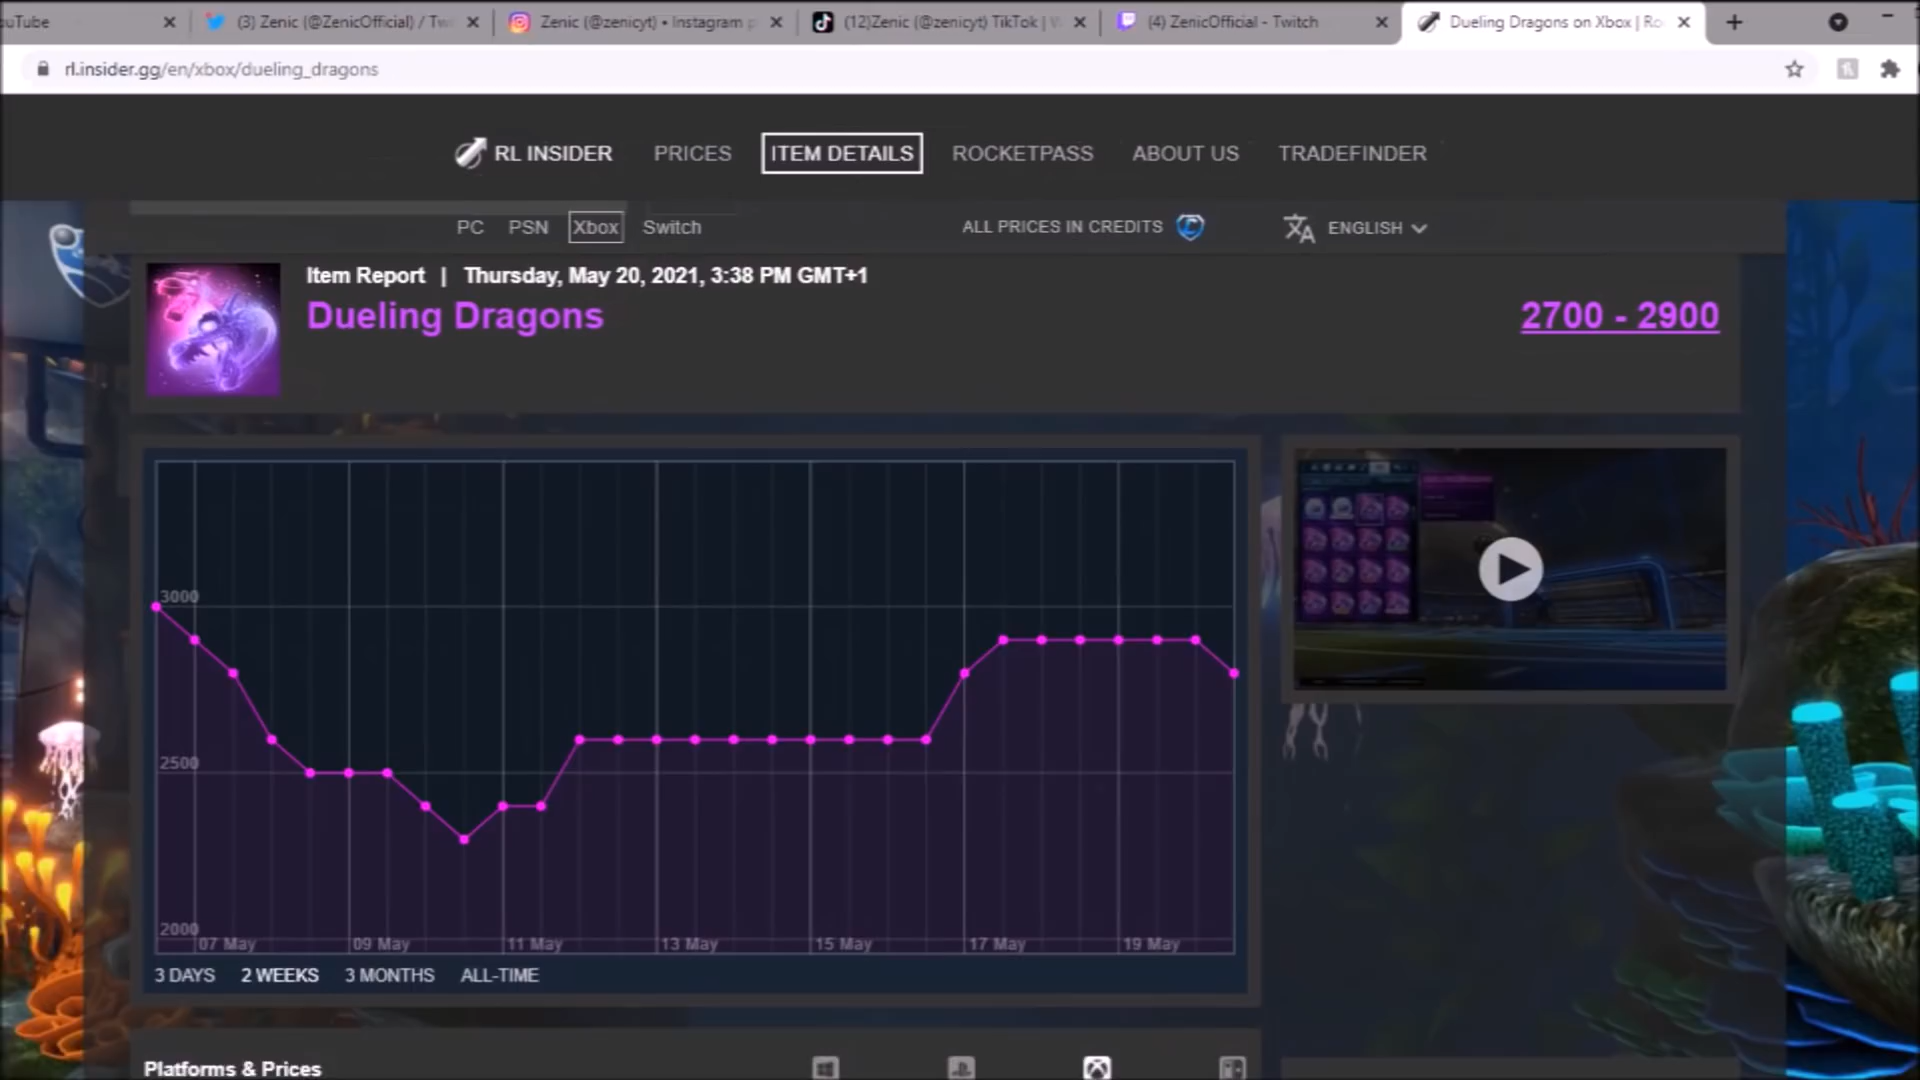 ouTube
(3) Zenic (@ZenicOfficial) / Tw
Zenic (@zenicyt) • Instagram p
(12)Zenic (@zenicyt) TikTok | W
(4) ZenicOfficial - Twitch
Dueling Dragons on Xbox | Ro
rl.insider.gg/en/xbox/dueling_dragons
RL INSIDER
PRICES
ITEM DETAILS
ROCKETPASS
ABOUT US
TRADEFINDER
PC
PSN
Xbox
Switch
ALL PRICES IN CREDITS
ENGLISH
Item Report | Thursday, May 20, 2021, 3:38 PM GMT+1
Dueling Dragons
2700 - 2900
3000
2500
2000
07 May
09 May
11 May
13 May
15 May
17 May
19 May
3 DAYS
2 WEEKS
3 MONTHS
ALL-TIME
Platforms & Prices